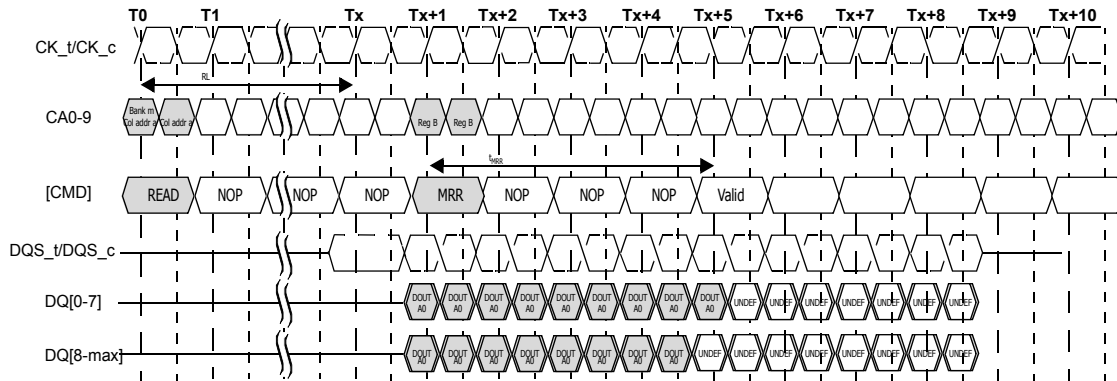 T0 T1 Tx Tx+1 Tx+2 Tx+3 Tx+4 Tx+5 Tx+6 Tx+7 Tx+8 Tx+9 Tx+10
CK_t/CK_c
RL
CA0-9 Bank m Col addr a Col addr a Reg B Reg B
tMRR
[CMD] READ NOP NOP NOP MRR NOP NOP NOP Valid
DQS_t/DQS_c
DQ[0-7] DOUT A0 DOUT A0 DOUT A0 DOUT A0 DOUT A0 DOUT A0 DOUT A0 DOUT A0 DOUT A0 UNDEF UNDEF UNDEF UNDEF UNDEF UNDEF UNDEF
DQ[8-max] DOUT A0 DOUT A0 DOUT A0 DOUT A0 DOUT A0 DOUT A0 DOUT A0 DOUT A0 UNDEF UNDEF UNDEF UNDEF UNDEF UNDEF UNDEF UNDEF